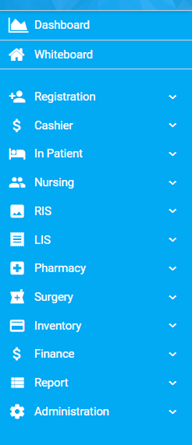 Dashboard
Whiteboard
Registration
Cashier
In Patient
Nursing
RIS
LIS
Pharmacy
Surgery
Inventory
Finance
Report
Administration